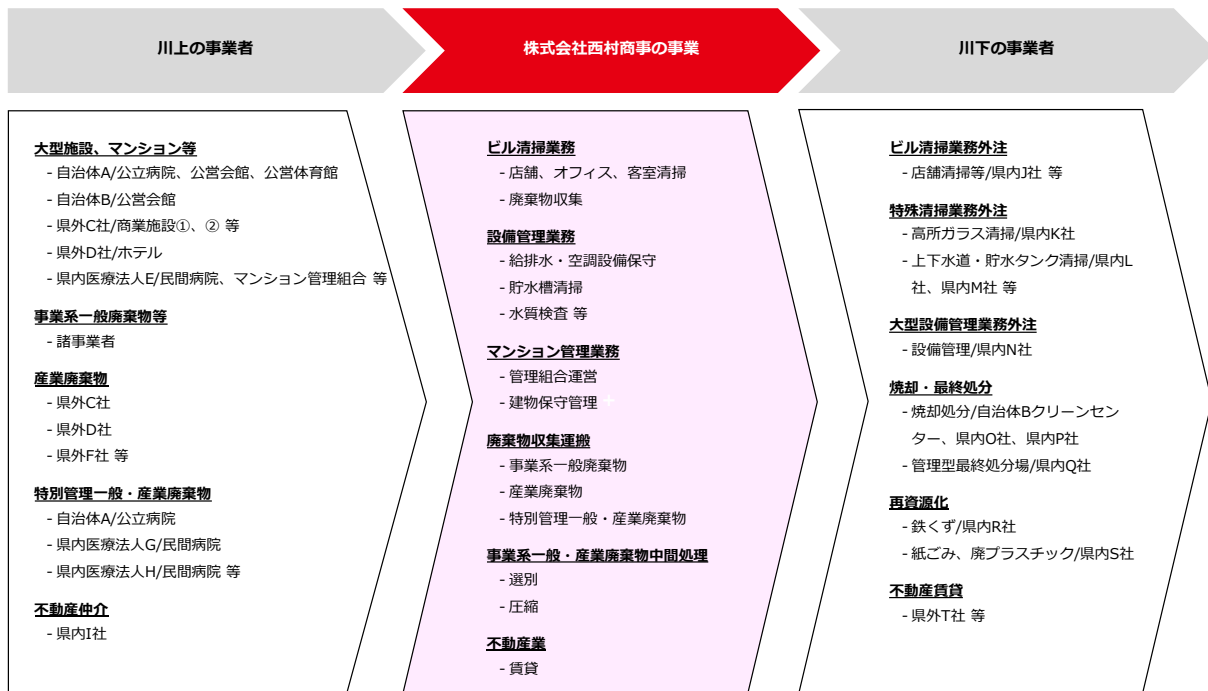 川上の事業者
株式会社西村商事の事業
川下の事業者
大型施設、マンション等
- 自治体A/公立病院、公営会館、公営体育館
- 自治体B/公営会館
- 県外C社/商業施設①、② 等
- 県外D社/ホテル
- 県内医療法人E/民間病院、マンション管理組合 等
事業系一般廃棄物等
- 諸事業者
産業廃棄物
- 県外C社
- 県外D社
- 県外F社 等
特別管理一般・産業廃棄物
- 自治体A/公立病院
- 県内医療法人G/民間病院
- 県内医療法人H/民間病院 等
不動産仲介
- 県内I社
ビル清掃業務
- 店舗、オフィス、客室清掃
- 廃棄物収集
設備管理業務
- 給排水・空調設備保守
- 貯水槽清掃
- 水質検査 等
マンション管理業務
- 管理組合運営
- 建物保守管理 +
廃棄物収集運搬
- 事業系一般廃棄物
- 産業廃棄物
- 特別管理一般・産業廃棄物
事業系一般・産業廃棄物中間処理
- 選別
- 圧縮
不動産業
- 賃貸
ビル清掃業務外注
- 店舗清掃等/県内J社 等
特殊清掃業務外注
- 高所ガラス清掃/県内K社
- 上下水道・貯水タンク清掃/県内L
社、県内M社 等
大型設備管理業務外注
- 設備管理/県内N社
焼却・最終処分
- 焼却処分/自治体Bクリーンセン
ター、県内O社、県内P社
- 管理型最終処分場/県内Q社
再資源化
- 鉄くず/県内R社
- 紙ごみ、廃プラスチック/県内S社
不動産賃貸
- 県外T社 等